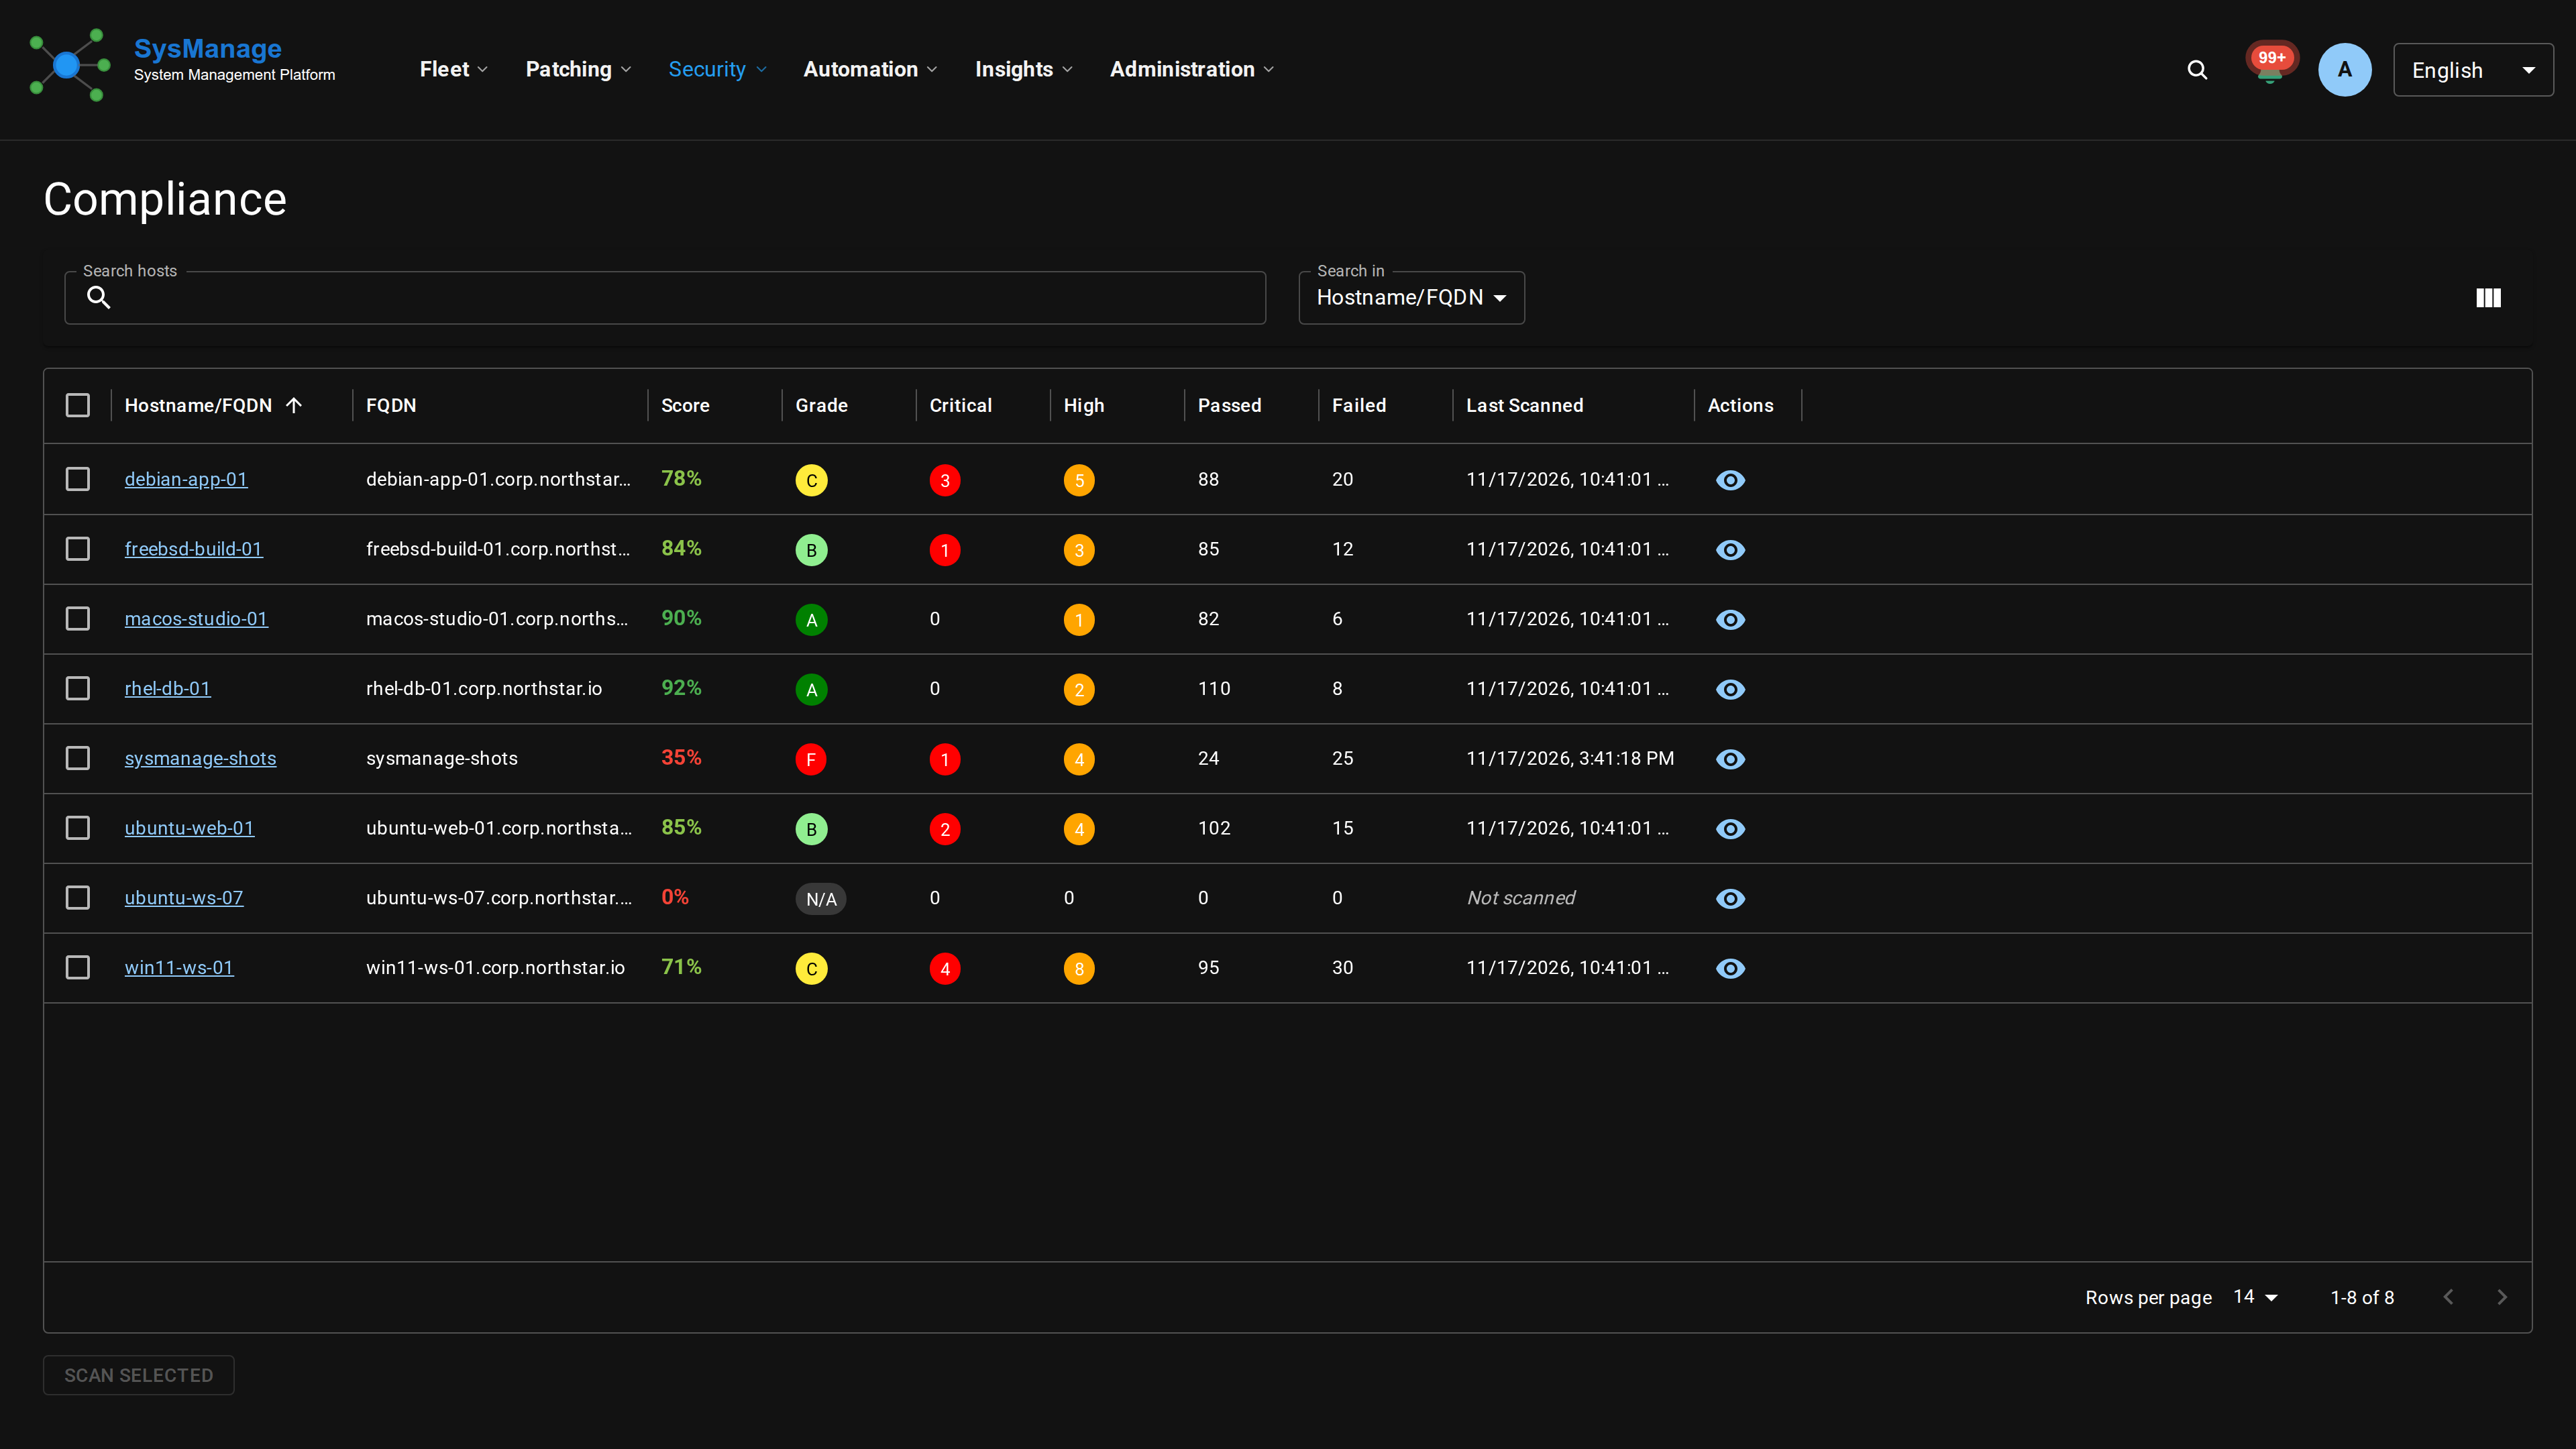 SysManage
System Management Platform
Fleet
Patching
Security
Automation
Insights
Administration
99+
A
English
Compliance
Search hosts
Search in
Hostname/FQDN
Hostname/FQDN FQDN Score Grade Critical High Passed Failed Last Scanned Actions
debian-app-01 debian-app-01.corp.northstar... 78% C 3 5 88 20 11/17/2026, 10:41:01 ...
freebsd-build-01 freebsd-build-01.corp.northst... 84% B 1 3 85 12 11/17/2026, 10:41:01 ...
macos-studio-01 macos-studio-01.corp.norths... 90% A 0 1 82 6 11/17/2026, 10:41:01 ...
rhel-db-01 rhel-db-01.corp.northstar.io 92% A 0 2 110 8 11/17/2026, 10:41:01 ...
sysmanage-shots sysmanage-shots 35% F 1 4 24 25 11/17/2026, 3:41:18 PM
ubuntu-web-01 ubuntu-web-01.corp.northsta... 85% B 2 4 102 15 11/17/2026, 10:41:01 ...
ubuntu-ws-07 ubuntu-ws-07.corp.northstar.... 0% N/A 0 0 0 0 Not scanned
win11-ws-01 win11-ws-01.corp.northstar.io 71% C 4 8 95 30 11/17/2026, 10:41:01 ...
Rows per page 14 1-8 of 8
SCAN SELECTED